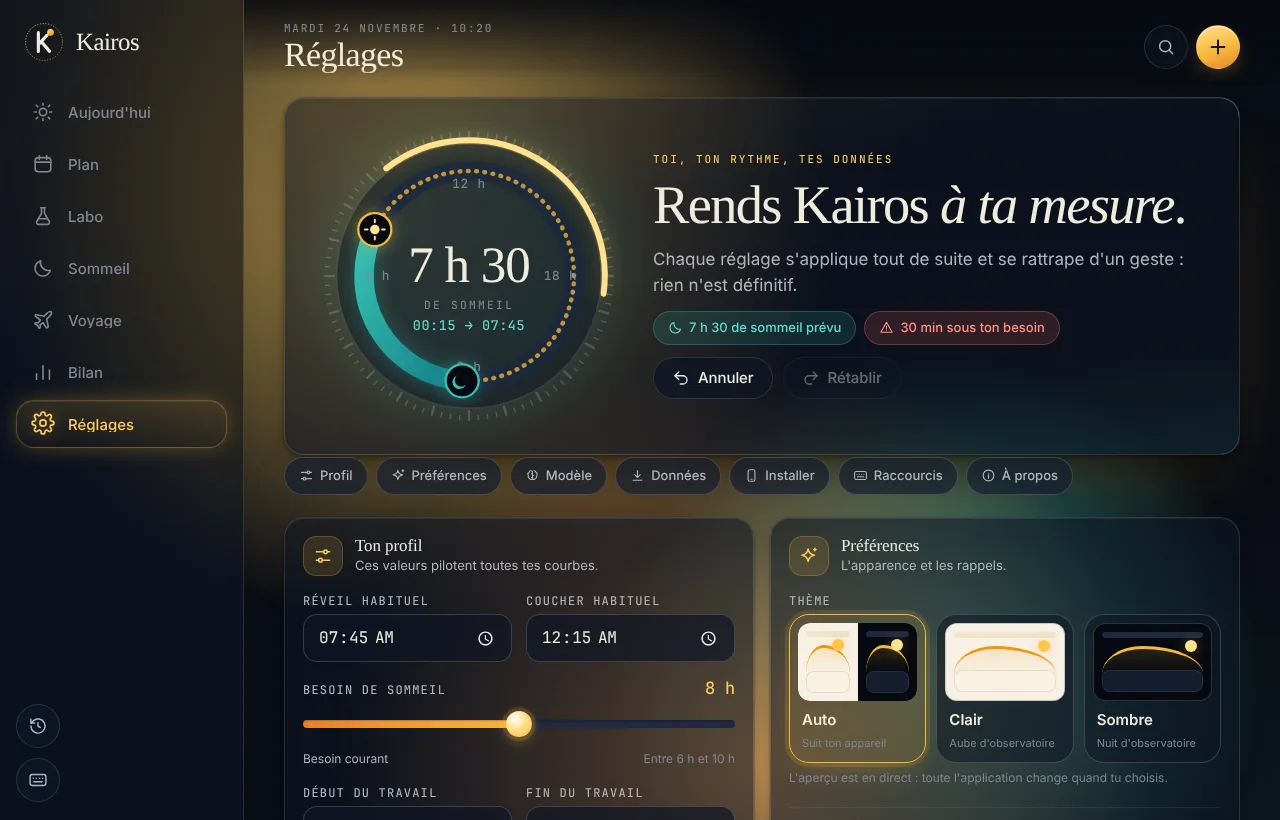 Kairos
Aujourd'hui
Plan
Labo
Sommeil
Voyage
Bilan
Réglages
MARDI 24 NOVEMBRE · 10:20
Réglages
12 h
h
7 h 30
18 h
DE SOMMEIL
00:15 → 07:45
h
TOI, TON RYTHME, TES DONNÉES
Rends Kairos à ta mesure.
Chaque réglage s'applique tout de suite et se rattrape d'un geste :
rien n'est définitif.
7 h 30 de sommeil prévu
30 min sous ton besoin
Annuler
Rétablir
Profil
Préférences
Modèle
Données
Installer
Raccourcis
À propos
Ton profil
Ces valeurs pilotent toutes tes courbes.
RÉVEIL HABITUEL
COUCHER HABITUEL
07:45 AM
12:15 AM
BESOIN DE SOMMEIL
8 h
Besoin courant
Entre 6 h et 10 h
DÉBUT DU TRAVAIL
FIN DU TRAVAIL
Préférences
L'apparence et les rappels.
THÈME
Auto
Suit ton appareil
Clair
Aube d'observatoire
Sombre
Nuit d'observatoire
L'aperçu est en direct : toute l'application change quand tu choisis.